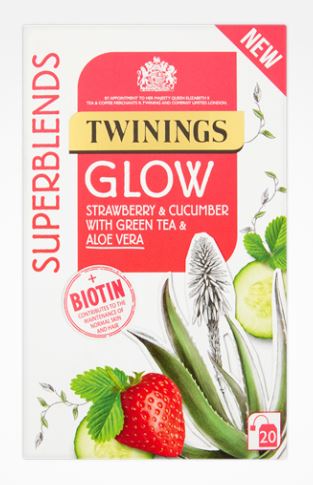 NEW
BY APPOINTMENT TO HER MAJESTY QUEEN ELIZABETH II
TEA & COFFEE MERCHANTS R. TWINING AND COMPANY LIMITED, LONDON.
SUPERBLENDS
TWININGS
GLOW
STRAWBERRY & CUCUMBER
WITH GREEN TEA &
ALOE VERA
+
BIOTIN
CONTRIBUTES TO THE
MAINTENANCE OF
NORMAL SKIN
AND HAIR
20